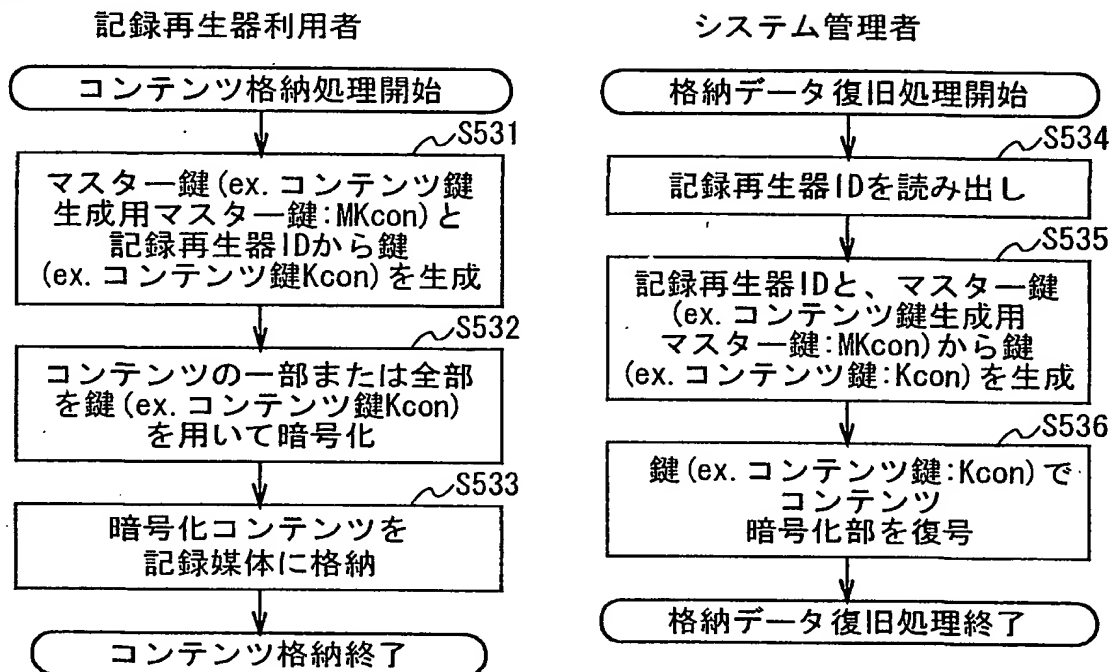 記録再生器利用者
コンテンツ格納処理開始
S531
マスター鍵(ex.コンテンツ鍵
生成用マスター鍵:MKcon)と
記録再生器IDから鍵
(ex.コンテンツ鍵Kcon)を生成
S532
コンテンツの一部または全部
を鍵(ex.コンテンツ鍵Kcon)
を用いて暗号化
S533
暗号化コンテンツを
記録媒体に格納
コンテンツ格納終了
システム管理者
格納データ復旧処理開始
S534
記録再生器IDを読み出し
S535
記録再生器IDと、マスター鍵
(ex.コンテンツ鍵生成用
マスター鍵:MKcon)から鍵
(ex.コンテンツ鍵:Kcon)を生成
S536
鍵(ex.コンテンツ鍵:Kcon)で
コンテンツ
暗号化部を復号
格納データ復旧処理終了